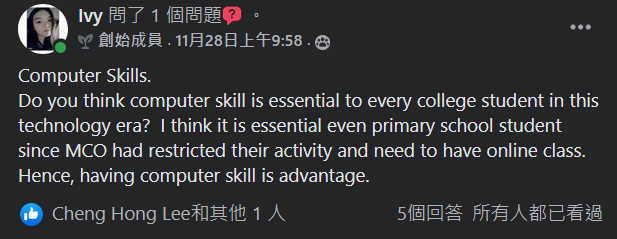 Ivy 問了 1 個問題❓。
創始成員 . 11月28日上午9:58 .
Computer Skills.
Do you think computer skill is essential to every college student in this
technology era?  I think it is essential even primary school student
since MCO had restricted their activity and need to have online class.
Hence, having computer skill is advantage.
Cheng Hong Lee和其他 1 人
5個回答 所有人都已看過